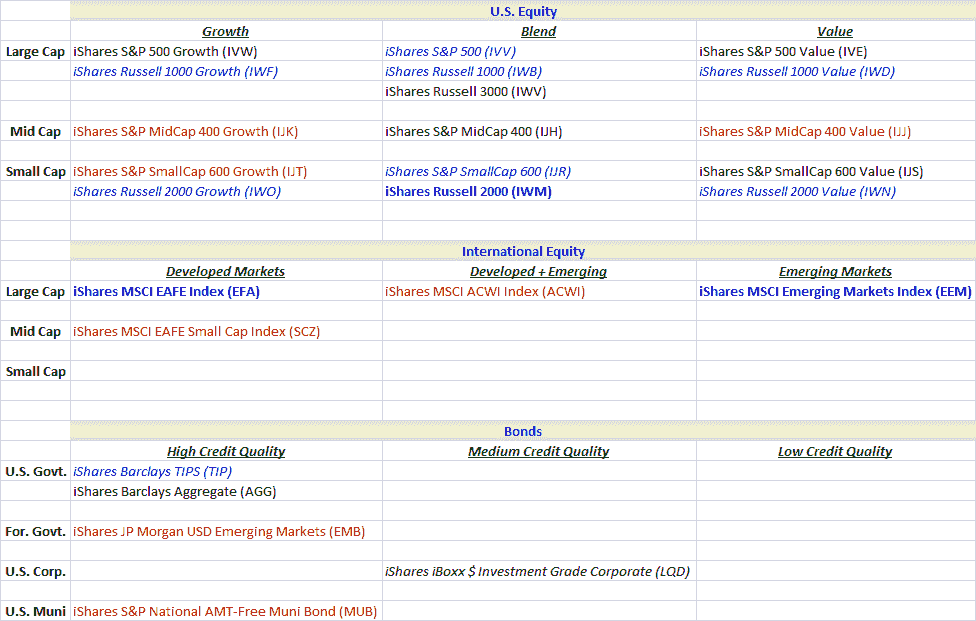 U.S. Equity
Growth Blend Value
Large Cap iShares S&P 500 Growth (IVW) iShares S&P 500 (IVV) iShares S&P 500 Value (IVE)
iShares Russell 1000 Growth (IWF) iShares Russell 1000 (IWB) iShares Russell 1000 Value (IWD)
iShares Russell 3000 (IWV)
Mid Cap iShares S&P MidCap 400 Growth (IJK) iShares S&P MidCap 400 (IJH) iShares S&P MidCap 400 Value (IJJ)
Small Cap iShares S&P SmallCap 600 Growth (IJT) iShares S&P SmallCap 600 (IJR) iShares S&P SmallCap 600 Value (IJS)
iShares Russell 2000 Growth (IWO) iShares Russell 2000 (IWM) iShares Russell 2000 Value (IWN)
International Equity
Developed Markets Developed + Emerging Emerging Markets
Large Cap iShares MSCI EAFE Index (EFA) iShares MSCI ACWI Index (ACWI) iShares MSCI Emerging Markets Index (EEM)
Mid Cap iShares MSCI EAFE Small Cap Index (SCZ)
Small Cap
Bonds
High Credit Quality Medium Credit Quality Low Credit Quality
U.S. Govt. iShares Barclays TIPS (TIP)
iShares Barclays Aggregate (AGG)
For. Govt. iShares JP Morgan USD Emerging Markets (EMB)
U.S. Corp. iShares iBoxx $ Investment Grade Corporate (LQD)
U.S. Muni iShares S&P National AMT-Free Muni Bond (MUB)